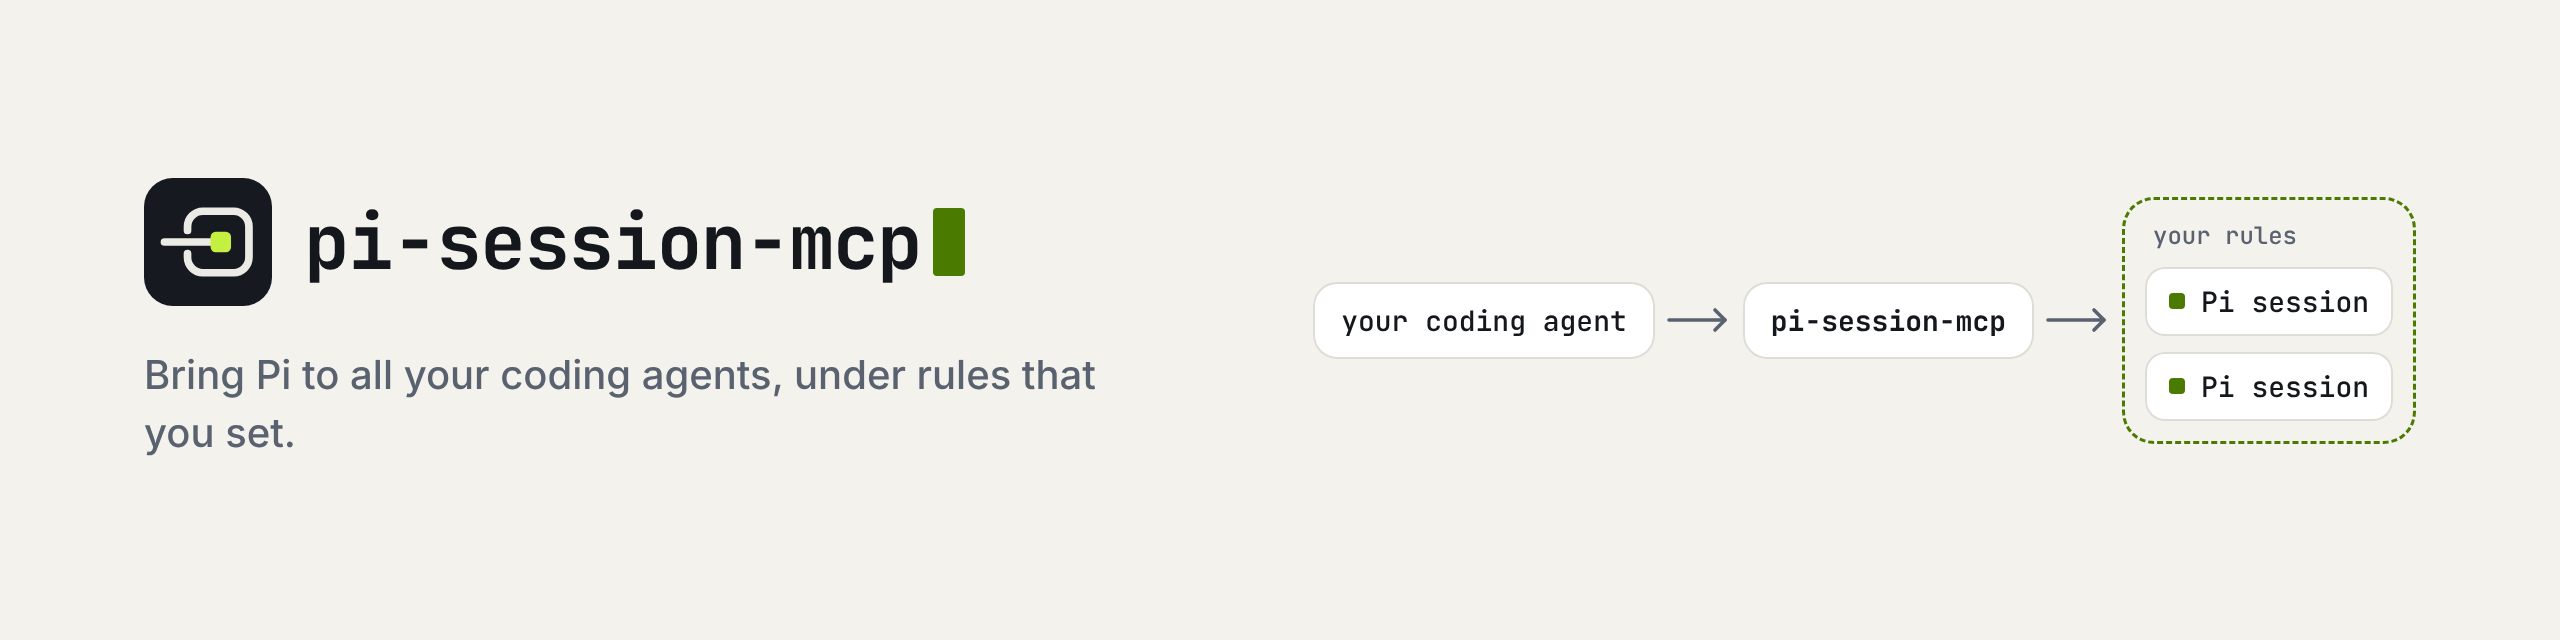 pi-session-mcp
Bring Pi to all your coding agents, under rules that
you set.
your coding agent
pi-session-mcp
your rules
Pi session
Pi session